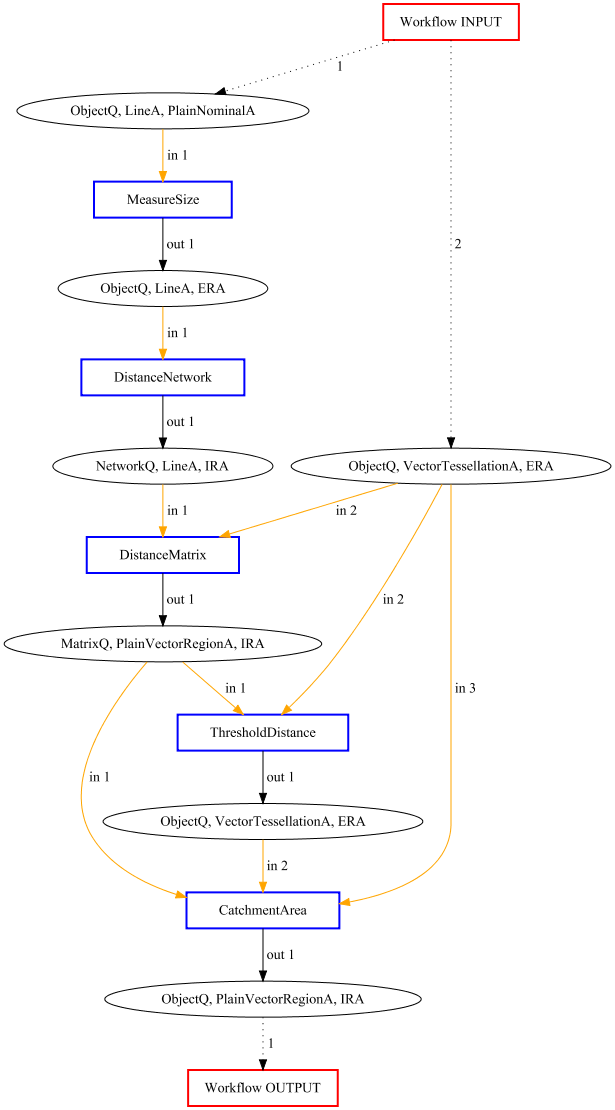 Workflow INPUT
1
ObjectQ, LineA, PlainNominalA
in 1
MeasureSize
2
out 1
ObjectQ, LineA, ERA
in 1
DistanceNetwork
out 1
NetworkQ, LineA, IRA
ObjectQ, VectorTessellationA, ERA
in 1
in 2
DistanceMatrix
out 1
in 2
MatrixQ, PlainVectorRegionA, IRA
in 1
in 3
ThresholdDistance
in 1
out 1
ObjectQ, VectorTessellationA, ERA
in 2
CatchmentArea
out 1
ObjectQ, PlainVectorRegionA, IRA
1
Workflow OUTPUT